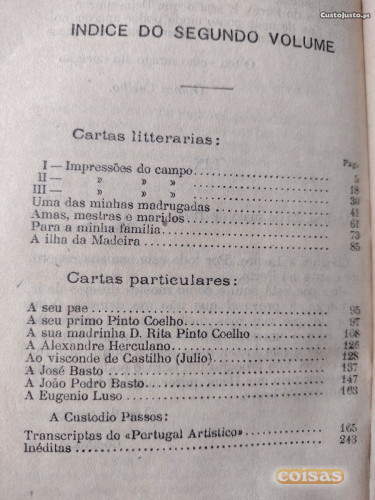 CustoJusto.pt
INDICE DO SEGUNDO VOLUME
Cartas litterarias:
Pag.
I — Impressões do campo 5
II — » » » 18
III — » » » 30
Uma das minhas madrugadas 41
Amas, mestras e maridos 61
Para a minha familia 73
A ilha da Madeira 85
Cartas particulares:
A seu pae 95
A seu primo Pinto Coelho 97
A sua madrinha D. Rita Pinto Coelho 108
A Alexandre Herculano 126
Ao visconde de Castilho (Julio) 128
A José Basto 137
A João Pedro Basto 147
A Eugenio Luso 163
A Custodio Passos:
Transcriptas do «Portugal Artistico» 165
Inéditas 243
coisas